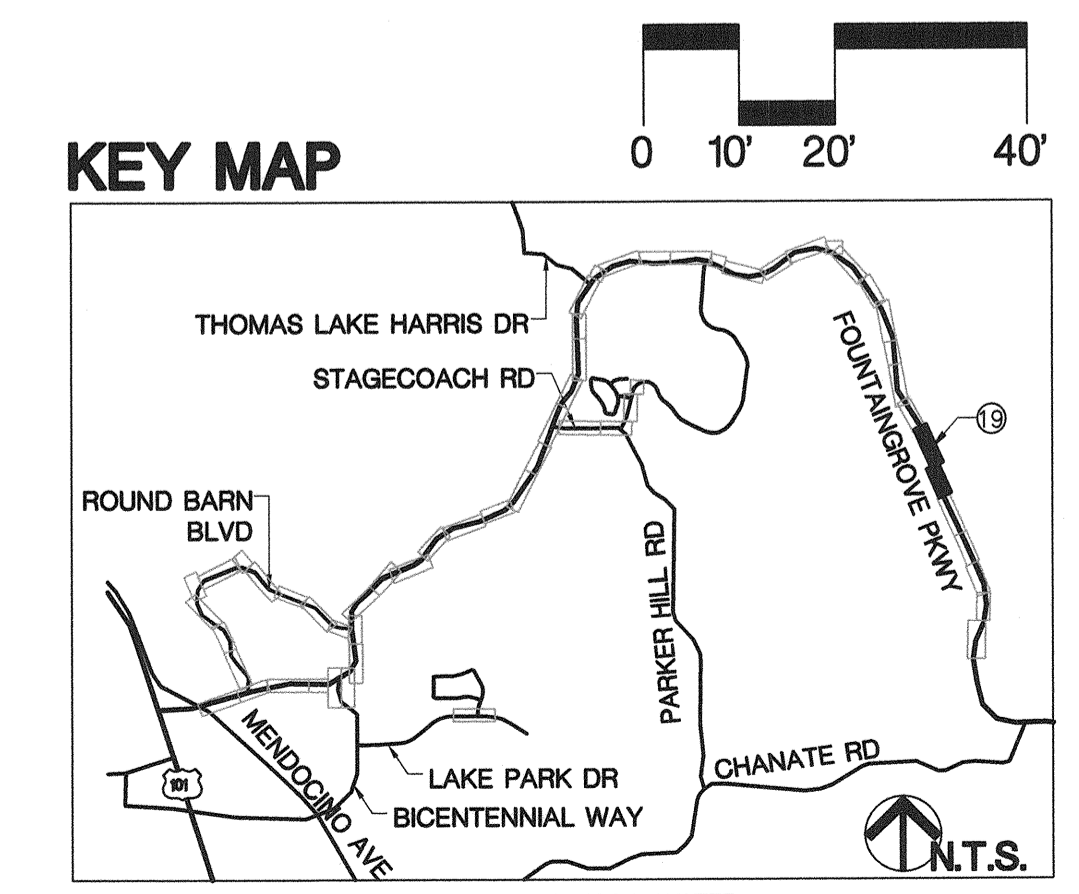 0 10' 20' 40'
KEY MAP
THOMAS LAKE HARRIS DR
STAGECOACH RD
FOUNTAINGROVE PKWY
19
ROUND BARN
BLVD
PARKER HILL RD
MENDOCINO AVE
101
LAKE PARK DR
BICENTENNIAL WAY
CHANATE RD
N.T.S.